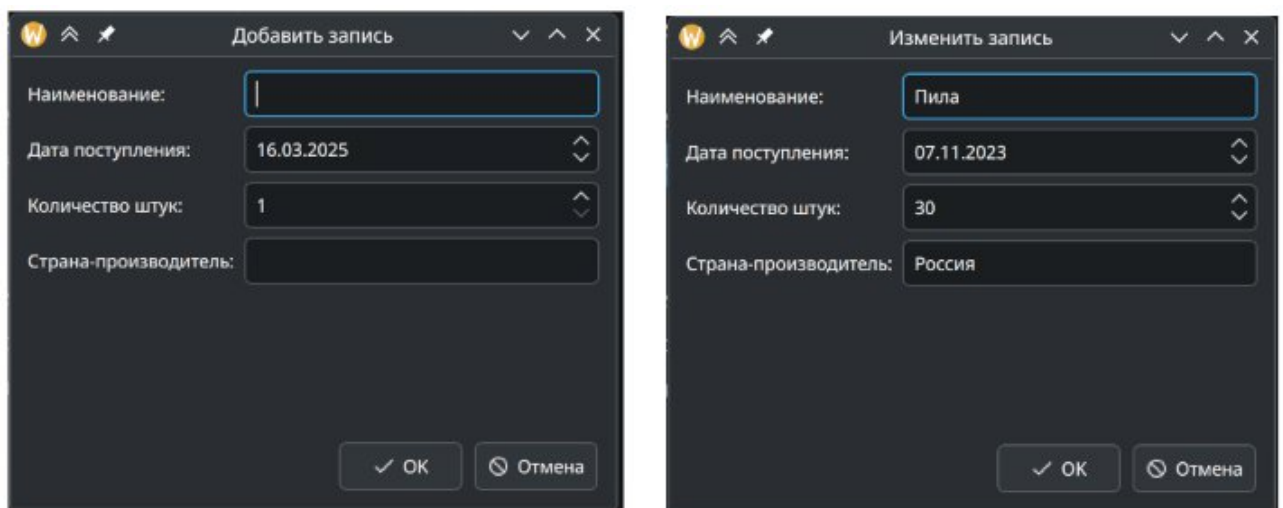 Добавить запись
Наименование:
Дата поступления: 16.03.2025
Количество штук: 1
Страна-производитель:
OK Отмена
Изменить запись
Наименование: Пила
Дата поступления: 07.11.2023
Количество штук: 30
Страна-производитель: Россия
OK Отмена